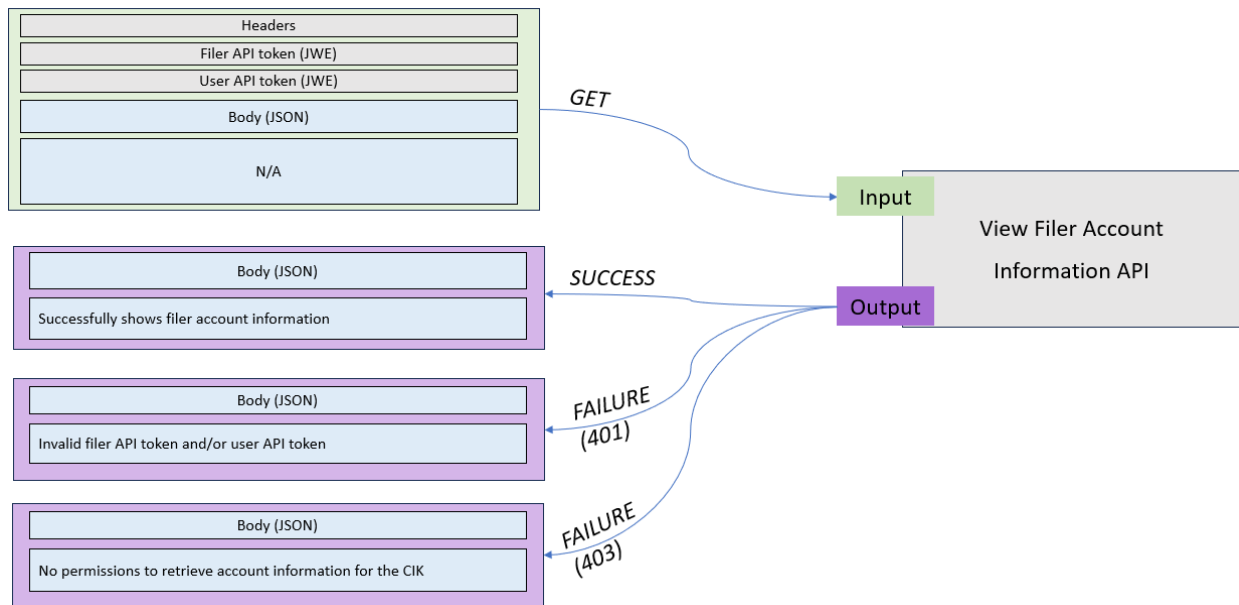 Headers
Filer API token (JWE)
User API token (JWE)
Body (JSON)
N/A
GET
Input
View Filer Account
Information API
Output
SUCCESS
Body (JSON)
Successfully shows filer account information
FAILURE
(401)
Body (JSON)
Invalid filer API token and/or user API token
FAILURE
(403)
Body (JSON)
No permissions to retrieve account information for the CIK